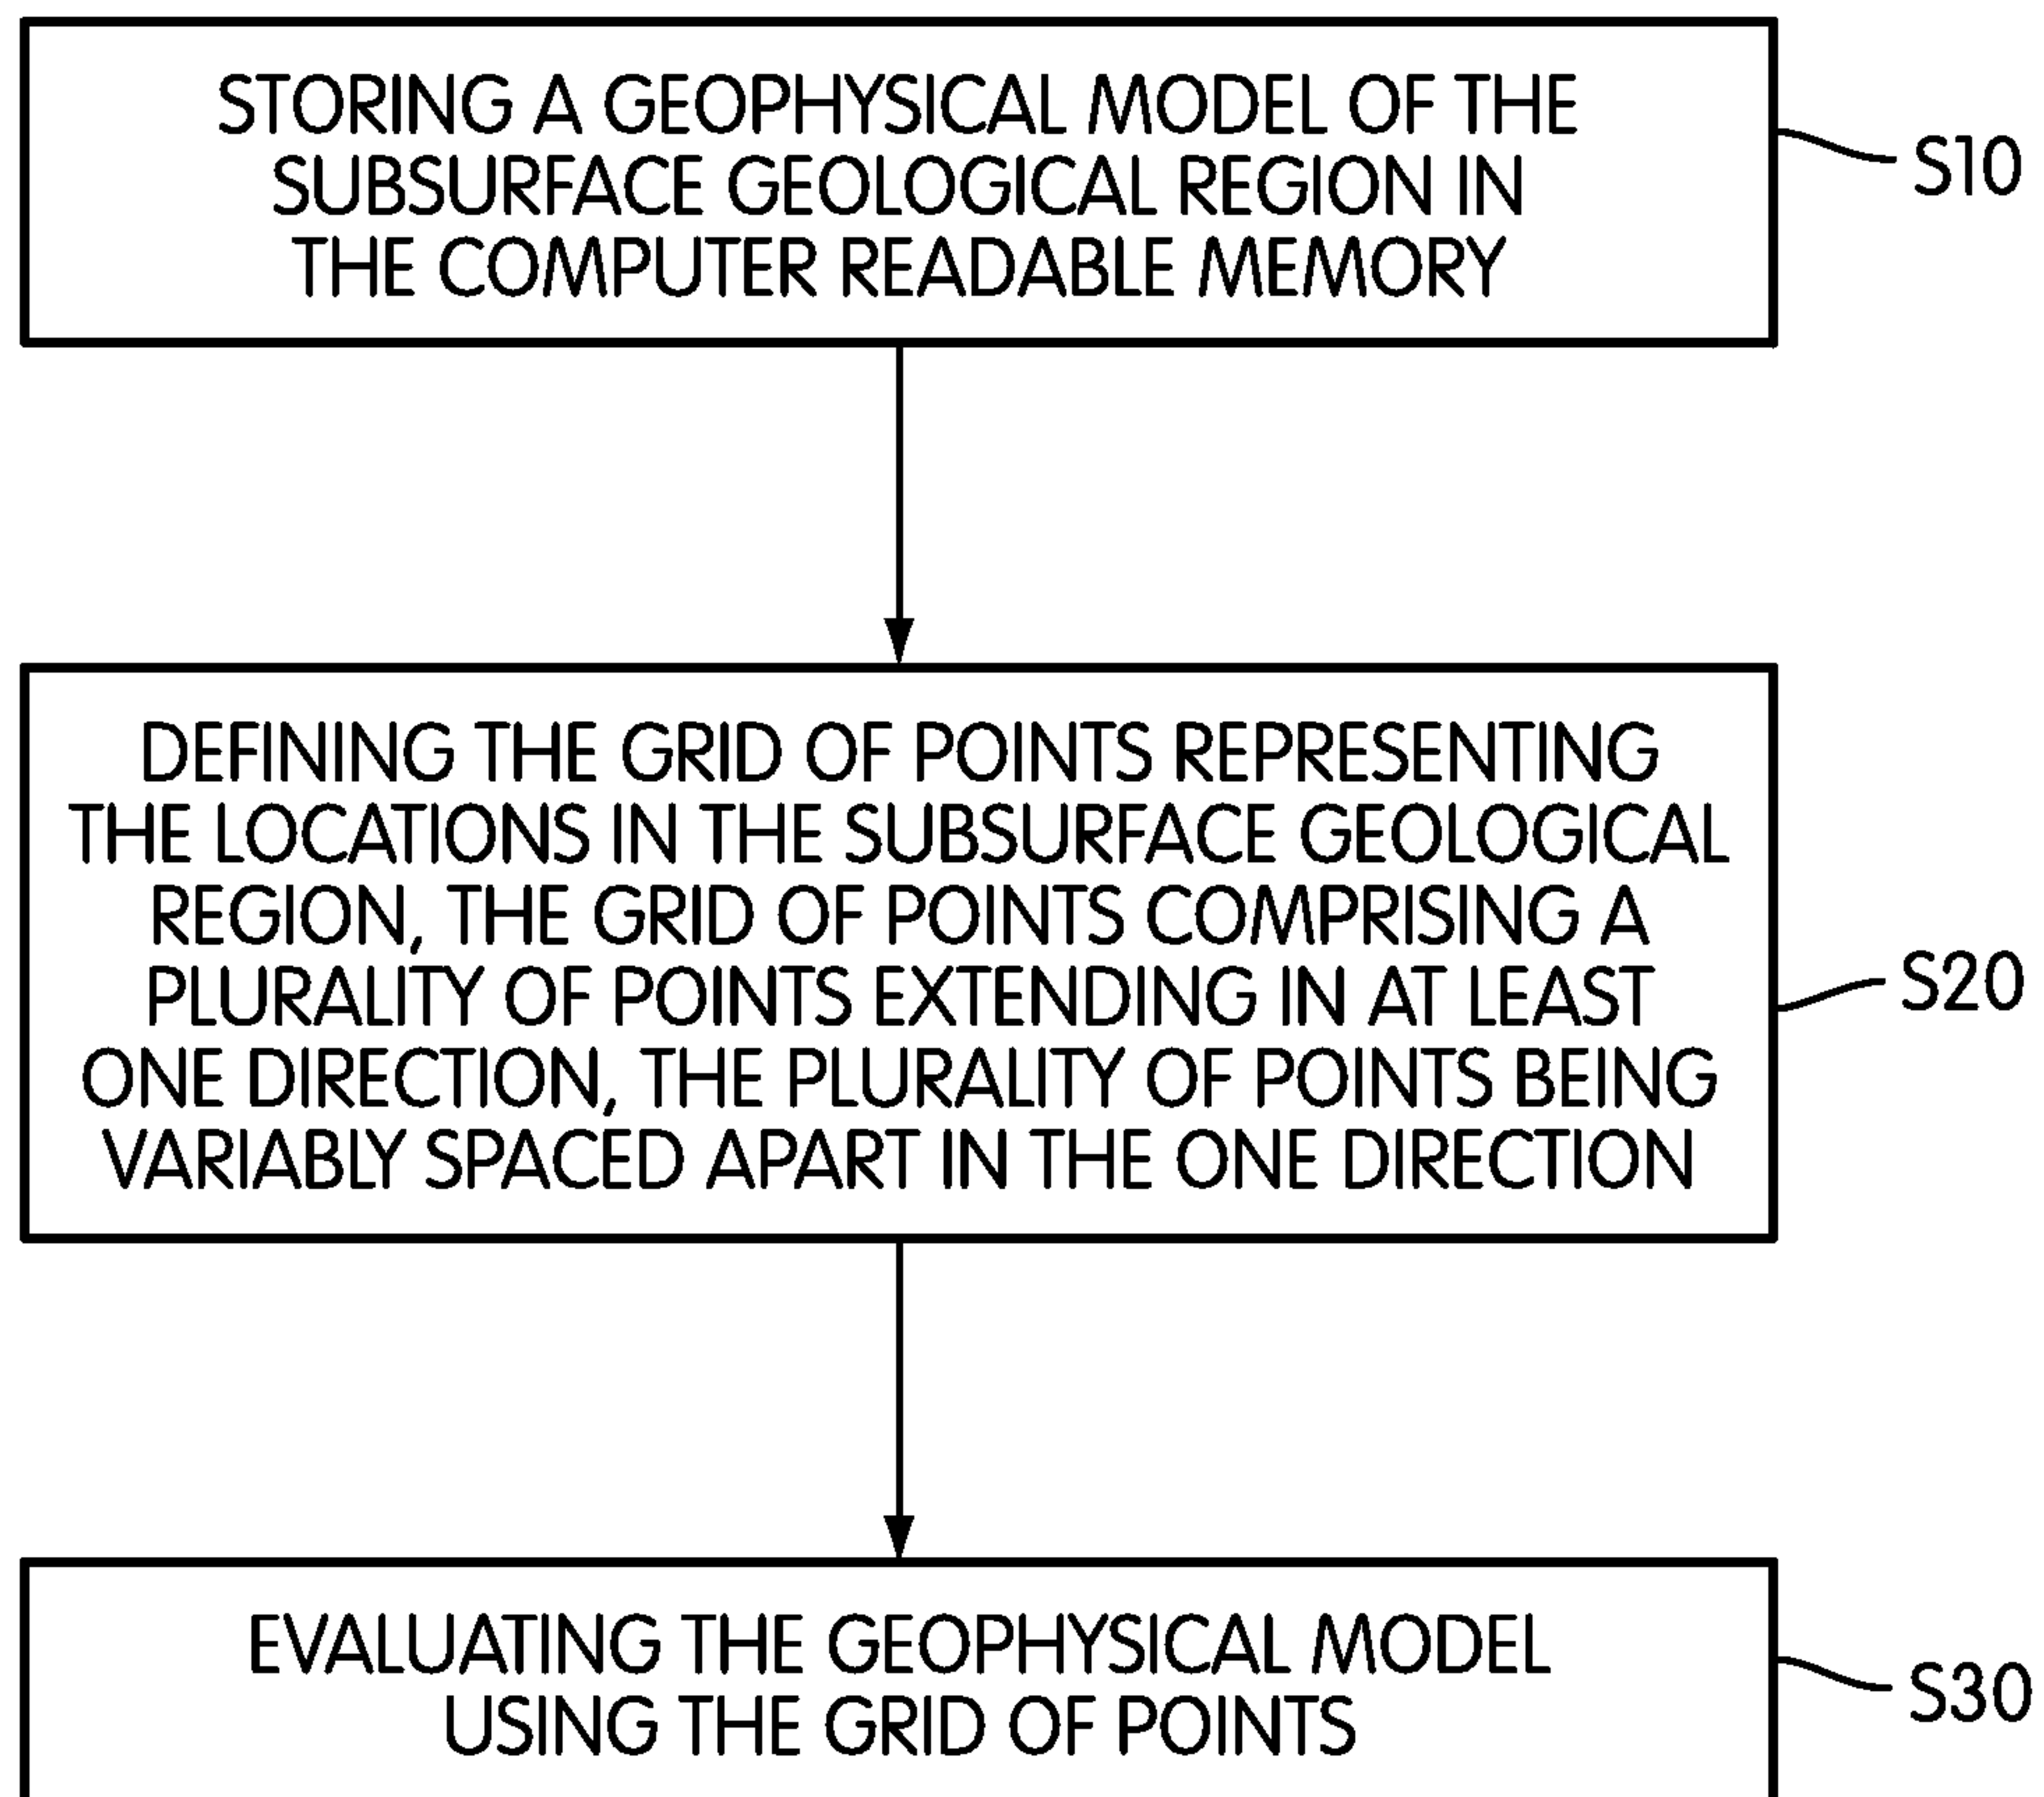 STORING A GEOPHYSICAL MODEL OF THE
SUBSURFACE GEOLOGICAL REGION IN
THE COMPUTER READABLE MEMORY
S10
DEFINING THE GRID OF POINTS REPRESENTING
THE LOCATIONS IN THE SUBSURFACE GEOLOGICAL
REGION, THE GRID OF POINTS COMPRISING A
PLURALITY OF POINTS EXTENDING IN AT LEAST
ONE DIRECTION, THE PLURALITY OF POINTS BEING
VARIABLY SPACED APART IN THE ONE DIRECTION
S20
EVALUATING THE GEOPHYSICAL MODEL
USING THE GRID OF POINTS
S30